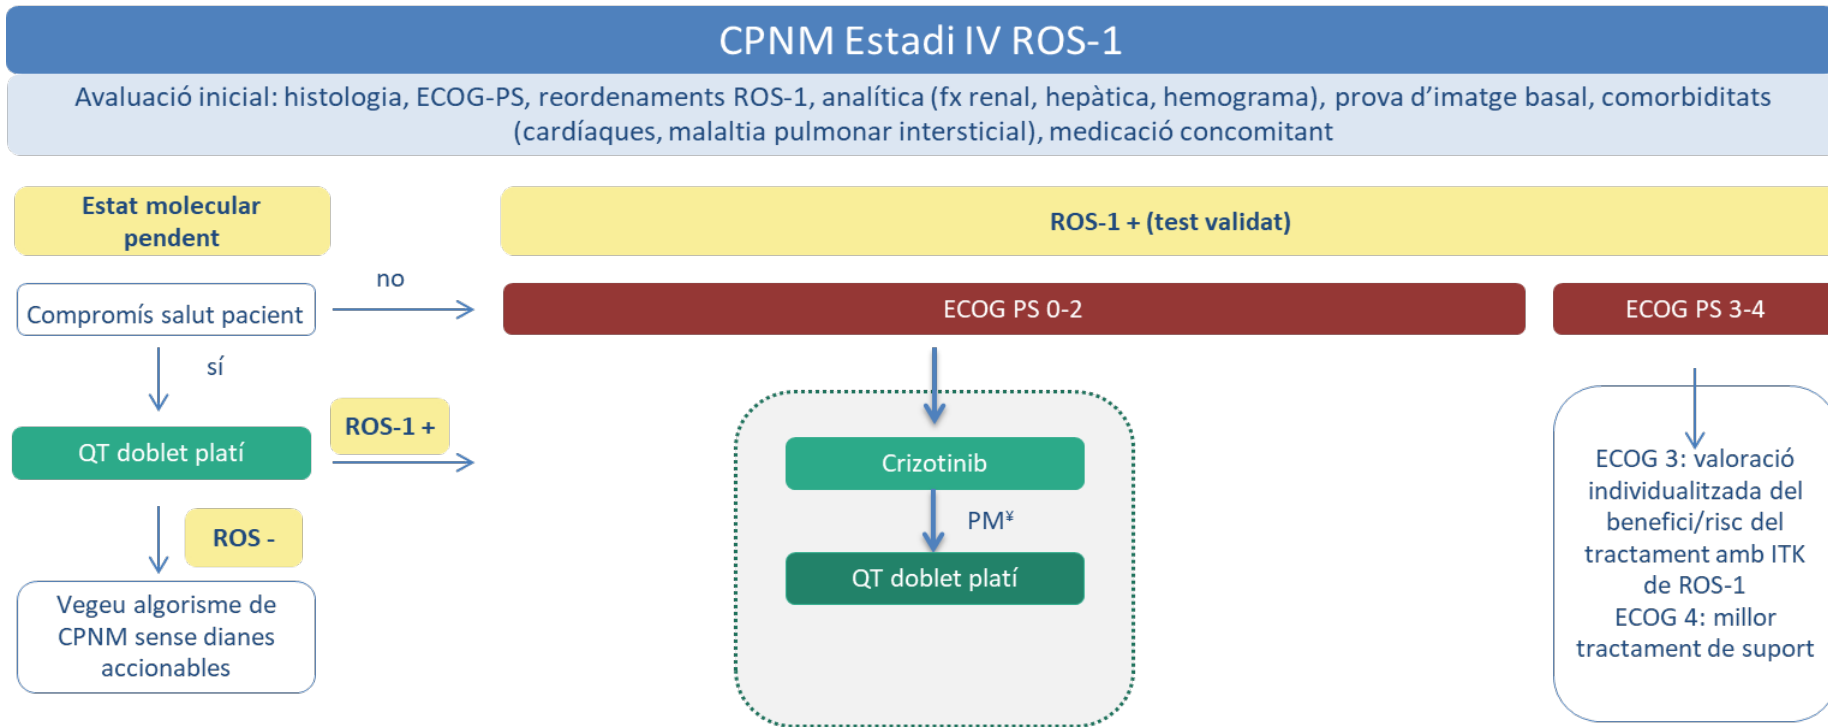 CPNM Estadi IV ROS-1
Avaluació inicial: histologia, ECOG-PS, reordenaments ROS-1, analítica (fx renal, hepàtica, hemograma), prova d'imatge basal, comorbiditats
(cardíaques, malaltia pulmonar intersticial), medicació concomitant
Estat molecular
pendent
ROS-1 + (test validat)
Compromís salut pacient
no
ECOG PS 0-2
ECOG PS 3-4
sí
QT doblet platí
ROS-1 +
ROS -
Vegeu algorisme de
CPNM sense dianes
accionables
Crizotinib
PM¥
QT doblet platí
ECOG 3: valoració
individualitzada del
benefici/risc del
tractament amb ITK
de ROS-1
ECOG 4: millor
tractament de suport